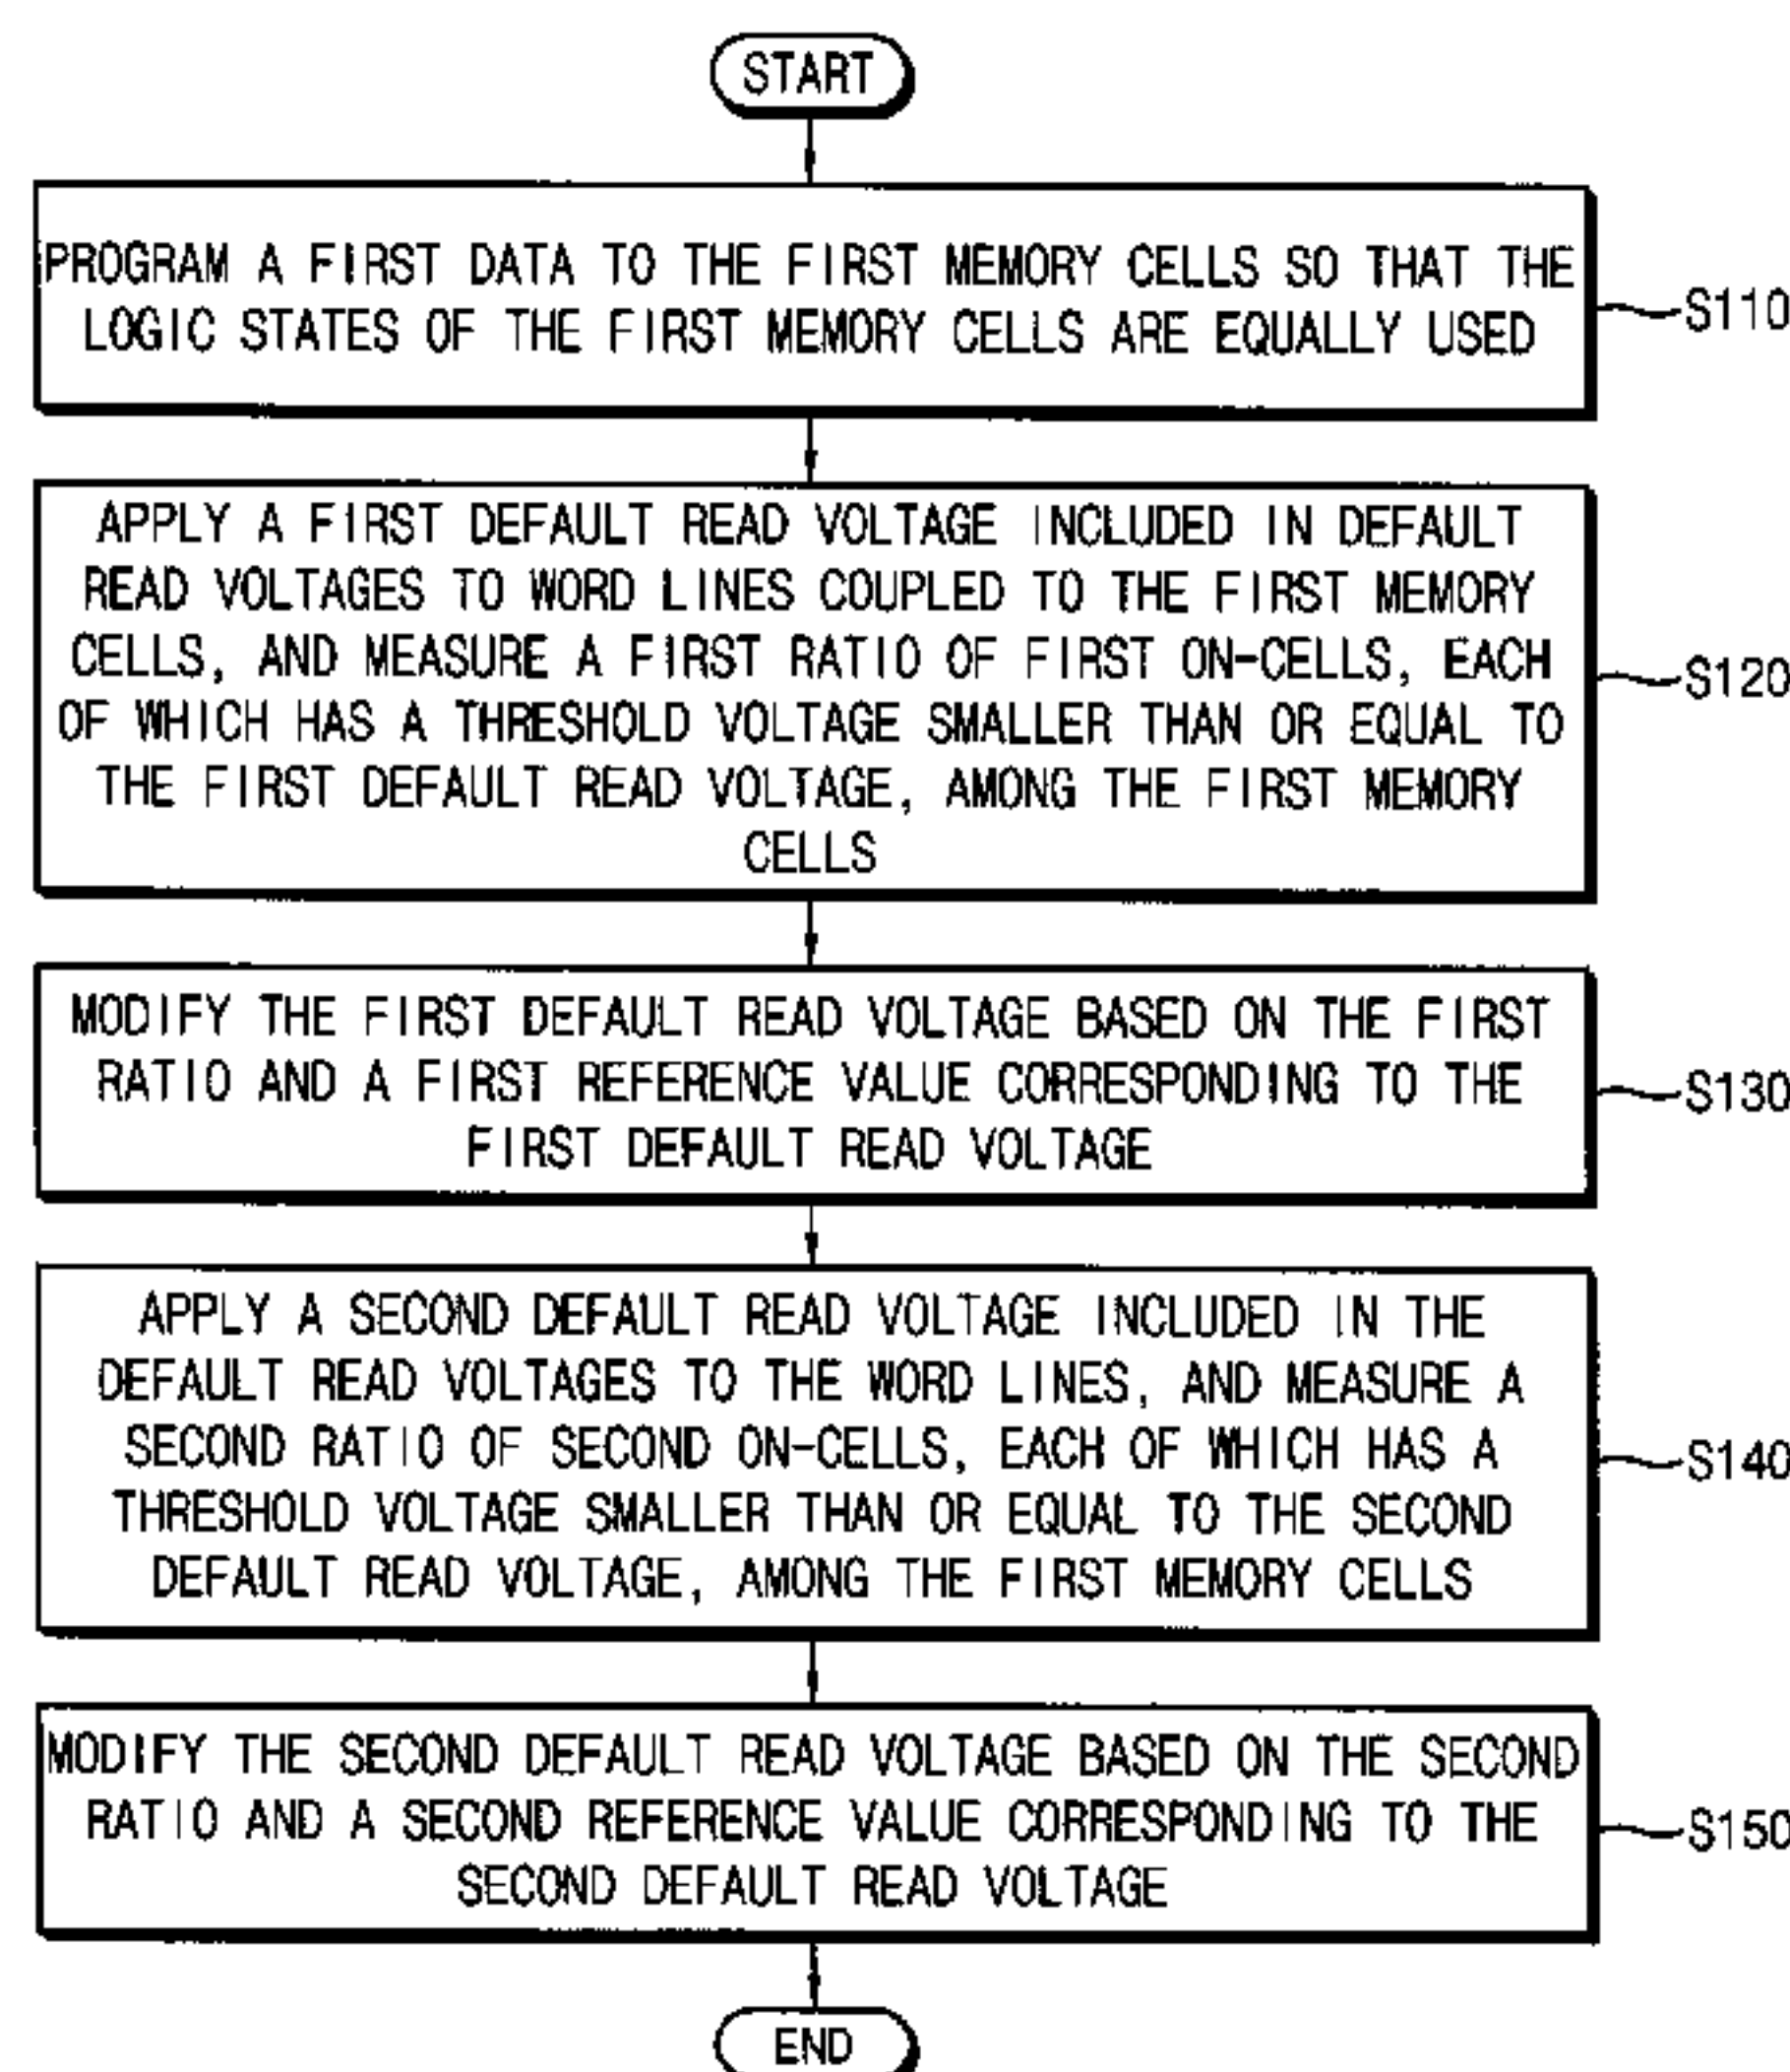 START
PROGRAM A FIRST DATA TO THE FIRST MEMORY CELLS SO THAT THE
LOGIC STATES OF THE FIRST MEMORY CELLS ARE EQUALLY USED
S110
APPLY A FIRST DEFAULT READ VOLTAGE INCLUDED IN DEFAULT
READ VOLTAGES TO WORD LINES COUPLED TO THE FIRST MEMORY
CELLS, AND MEASURE A FIRST RATIO OF FIRST ON-CELLS, EACH
OF WHICH HAS A THRESHOLD VOLTAGE SMALLER THAN OR EQUAL TO
THE FIRST DEFAULT READ VOLTAGE, AMONG THE FIRST MEMORY
CELLS
S120
MODIFY THE FIRST DEFAULT READ VOLTAGE BASED ON THE FIRST
RATIO AND A FIRST REFERENCE VALUE CORRESPONDING TO THE
FIRST DEFAULT READ VOLTAGE
S130
APPLY A SECOND DEFAULT READ VOLTAGE INCLUDED IN THE
DEFAULT READ VOLTAGES TO THE WORD LINES, AND MEASURE A
SECOND RATIO OF SECOND ON-CELLS, EACH OF WHICH HAS A
THRESHOLD VOLTAGE SMALLER THAN OR EQUAL TO THE SECOND
DEFAULT READ VOLTAGE, AMONG THE FIRST MEMORY CELLS
S140
MODIFY THE SECOND DEFAULT READ VOLTAGE BASED ON THE SECOND
RATIO AND A SECOND REFERENCE VALUE CORRESPONDING TO THE
SECOND DEFAULT READ VOLTAGE
S150
END